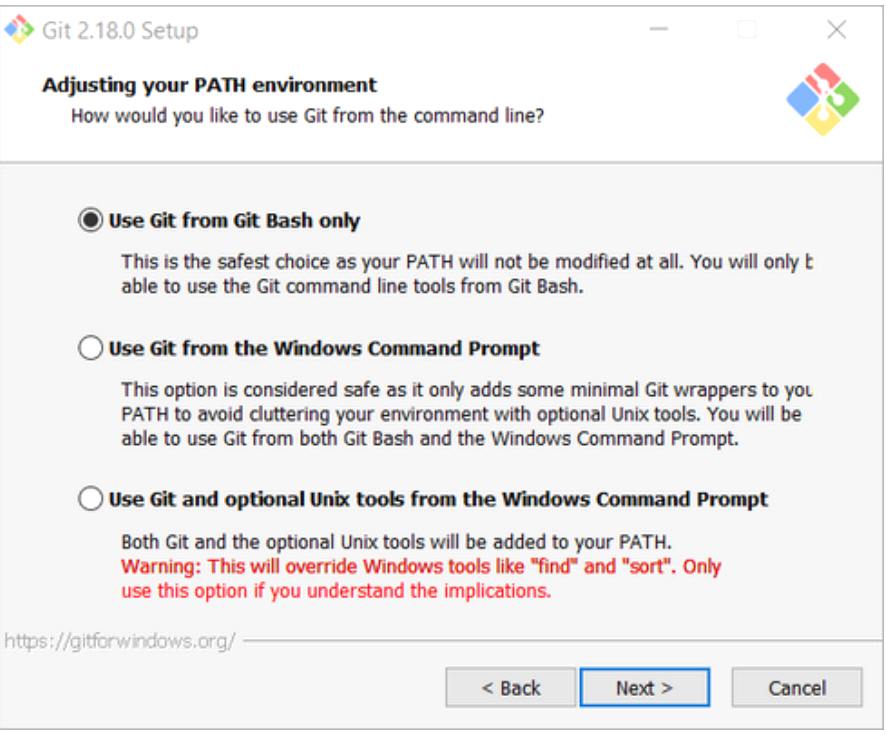 Git 2.18.0 Setup
Adjusting your PATH environment
How would you like to use Git from the command line?
Use Git from Git Bash only
This is the safest choice as your PATH will not be modified at all. You will only
able to use the Git command line tools from Git Bash.
Use Git from the Windows Command Prompt
This option is considered safe as it only adds some minimal Git wrappers to you
PATH to avoid cluttering your environment with optional Unix tools. You will be
able to use Git from both Git Bash and the Windows Command Prompt.
Use Git and optional Unix tools from the Windows Command Prompt
Both Git and the optional Unix tools will be added to your PATH.
Warning: This will override Windows tools like "find" and "sort". Only
use this option if you understand the implications.
https://gitforwindows.org/
< Back Next > Cancel